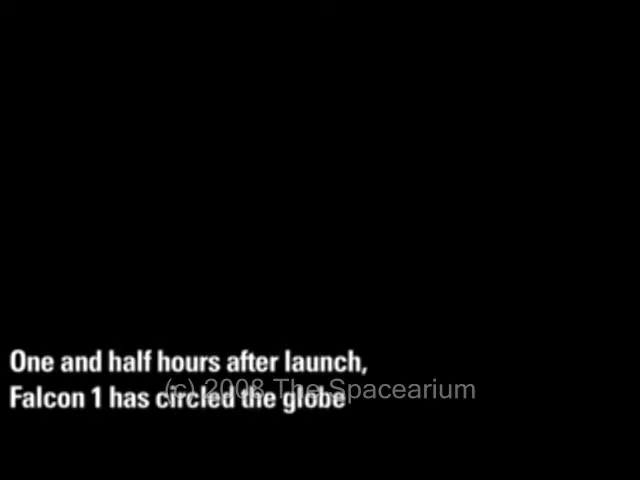 One and half hours after launch,
Falcon 1 has circled the globe
(c) 2008 The Spacearium